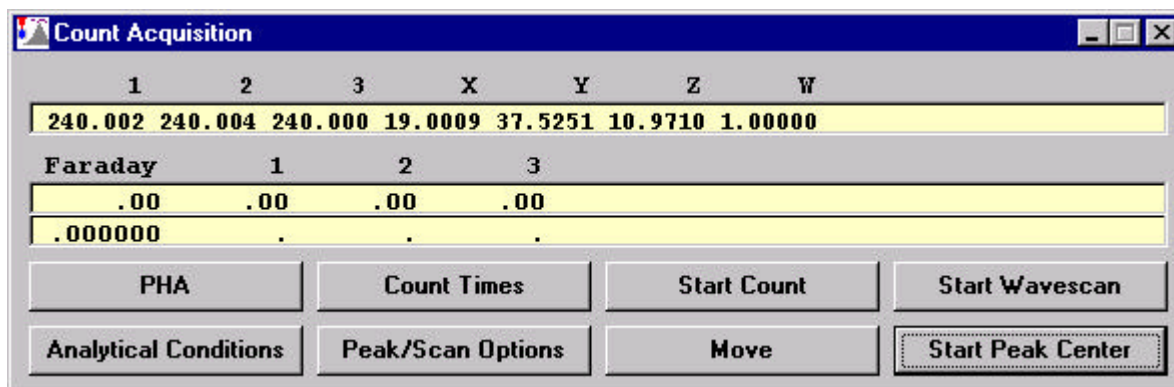 Count Acquisition
1 2 3 X Y Z W
240.002 240.004 240.000 19.0009 37.5251 10.9710 1.00000
Faraday 1 2 3
.00 .00 .00 .00
.000000 . . .
PHA Count Times Start Count Start Wavescan
Analytical Conditions Peak/Scan Options Move Start Peak Center